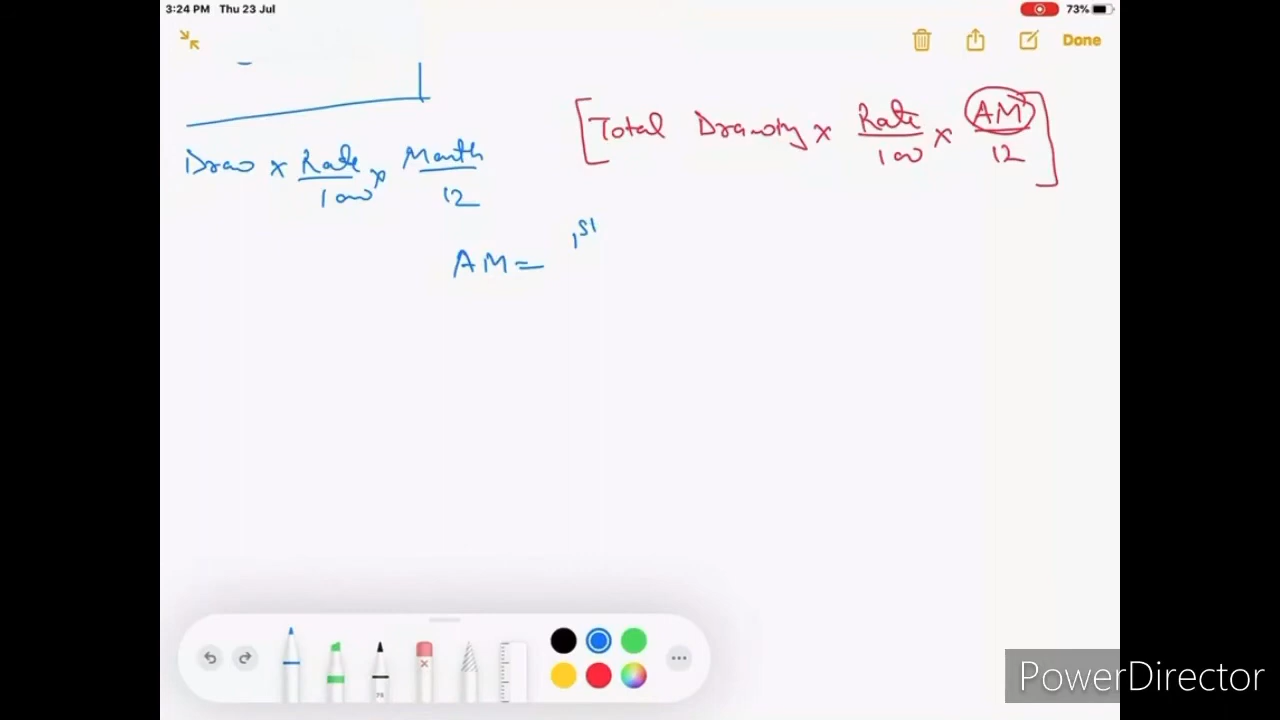 3:24 PM Thu 23 Jul 73%
Done
[Total Drawing × Rate/100 × AM/12]
Draw × Rate/100 × Month/12
AM = 1st
PowerDirector